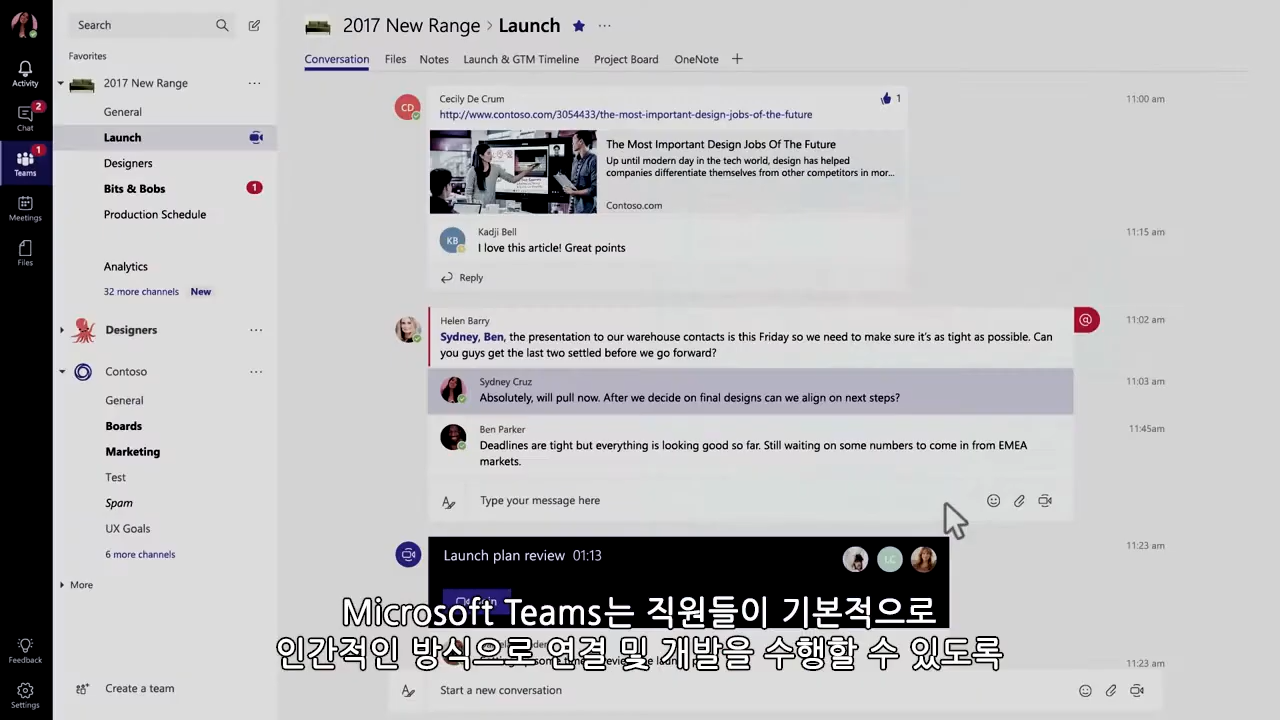 Search
Favorites
2017 New Range
General
Launch
Designers
Bits & Bobs
1
Production Schedule
Analytics
32 more channels New
Designers
Contoso
General
Boards
Marketing
Test
Spam
UX Goals
6 more channels
More
Create a team
Activity
Chat
2
Teams
1
Meetings
Files
Feedback
Settings
2017 New Range › Launch
Conversation Files Notes Launch & GTM Timeline Project Board OneNote
CD
Cecily De Crum
1
11:00 am
http://www.contoso.com/3054433/the-most-important-design-jobs-of-the-future
The Most Important Design Jobs Of The Future
Up until modern day in the tech world, design has helped
companies differentiate themselves from other competitors in mor...
Contoso.com
KB
Kadji Bell
11:15 am
I love this article! Great points
Reply
Helen Barry
@
11:02 am
Sydney, Ben, the presentation to our warehouse contacts is this Friday so we need to make sure it's as tight as possible. Can
you guys get the last two settled before we go forward?
Sydney Cruz
11:03 am
Absolutely, will pull now. After we decide on final designs can we align on next steps?
Ben Parker
11:45am
Deadlines are tight but everything is looking good so far. Still waiting on some numbers to come in from EMEA
markets.
Type your message here
11:23 am
Launch plan review 01:13
LC
11:23 am
Start a new conversation
Microsoft Teams는 직원들이 기본적으로
인간적인 방식으로 연결 및 개발을 수행할 수 있도록